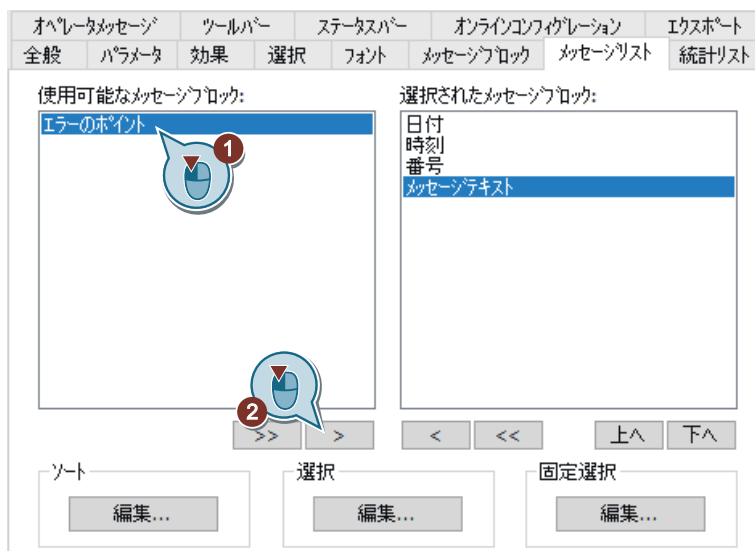 オペレータメッセージ ツールバー ステータスバー オンラインコンフィグレーション エクスポート
全般 パラメータ 効果 選択 フォント メッセージブロック メッセージリスト 統計リスト
使用可能なメッセージブロック: 選択されたメッセージブロック:
エラーのポイント 日付
1 時刻
番号
メッセージテキスト
2
>> > < << 上へ 下へ
ソート 選択 固定選択
編集... 編集... 編集...